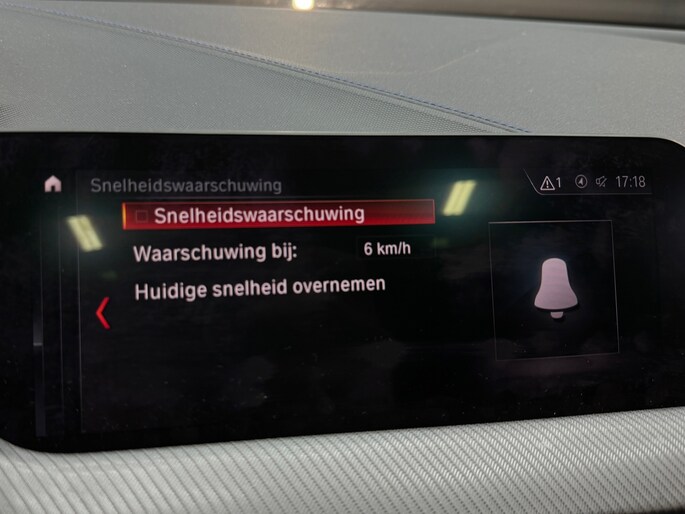 Snelheidswaarschuwing
1 17:18
Snelheidswaarschuwing
Waarschuwing bij: 6 km/h
Huidige snelheid overnemen